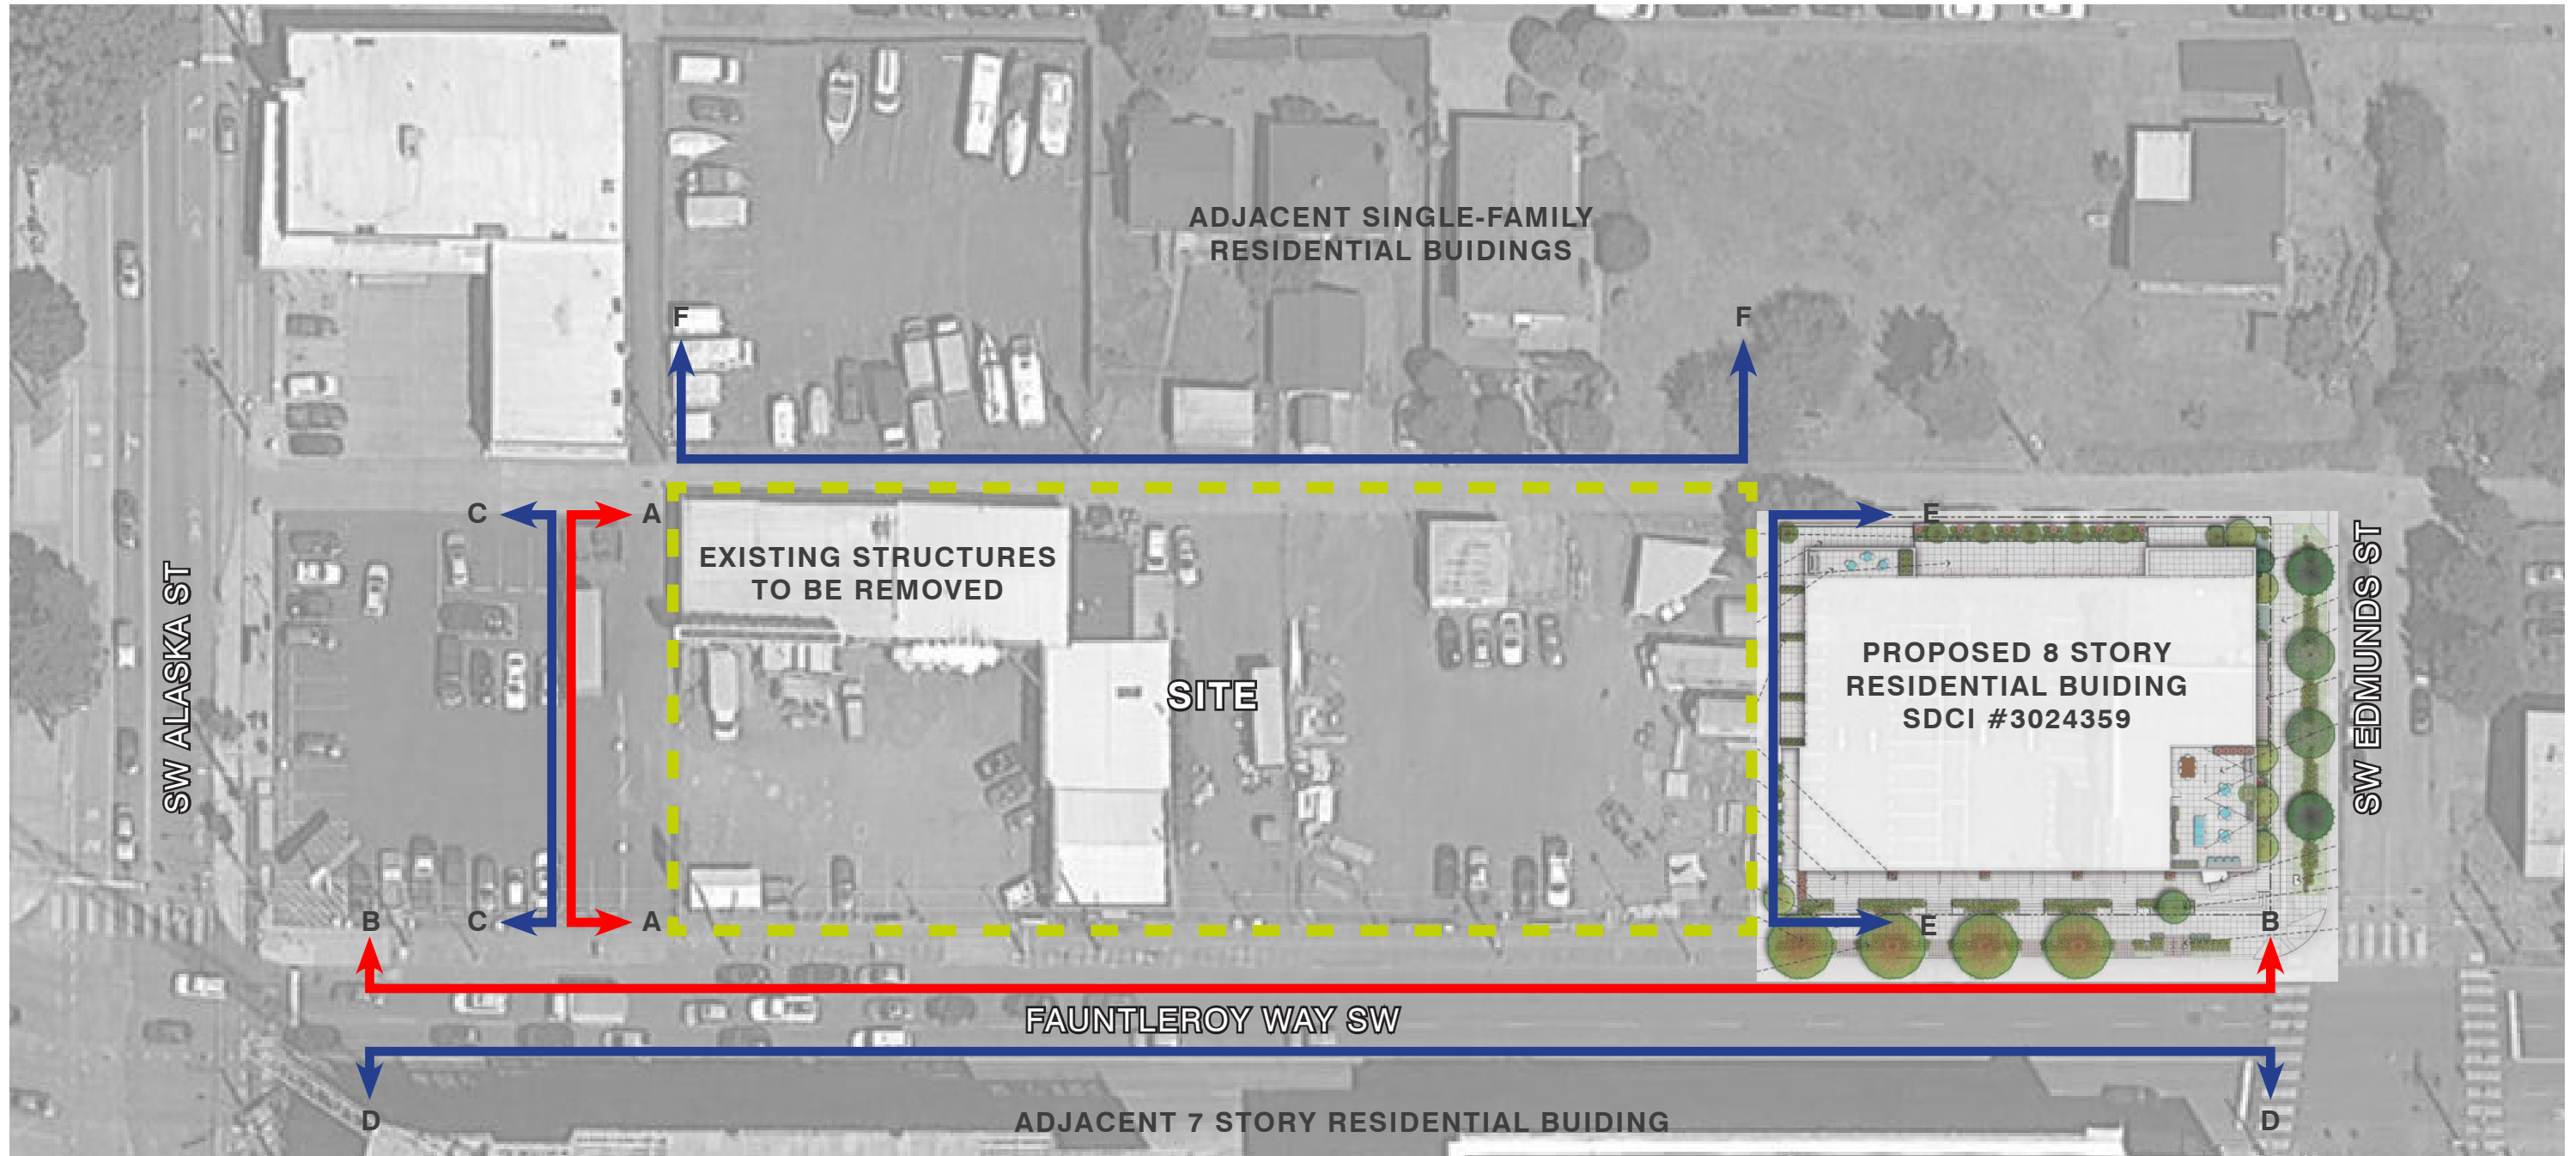 ADJACENT SINGLE-FAMILY
RESIDENTIAL BUIDINGS
F
F
C
A
E
EXISTING STRUCTURES
TO BE REMOVED
SW ALASKA ST
SITE
PROPOSED 8 STORY
RESIDENTIAL BUIDING
SDCI #3024359
SW EDMUNDS ST
B
C
A
E
B
FAUNTLEROY WAY SW
D
ADJACENT 7 STORY RESIDENTIAL BUIDING
D